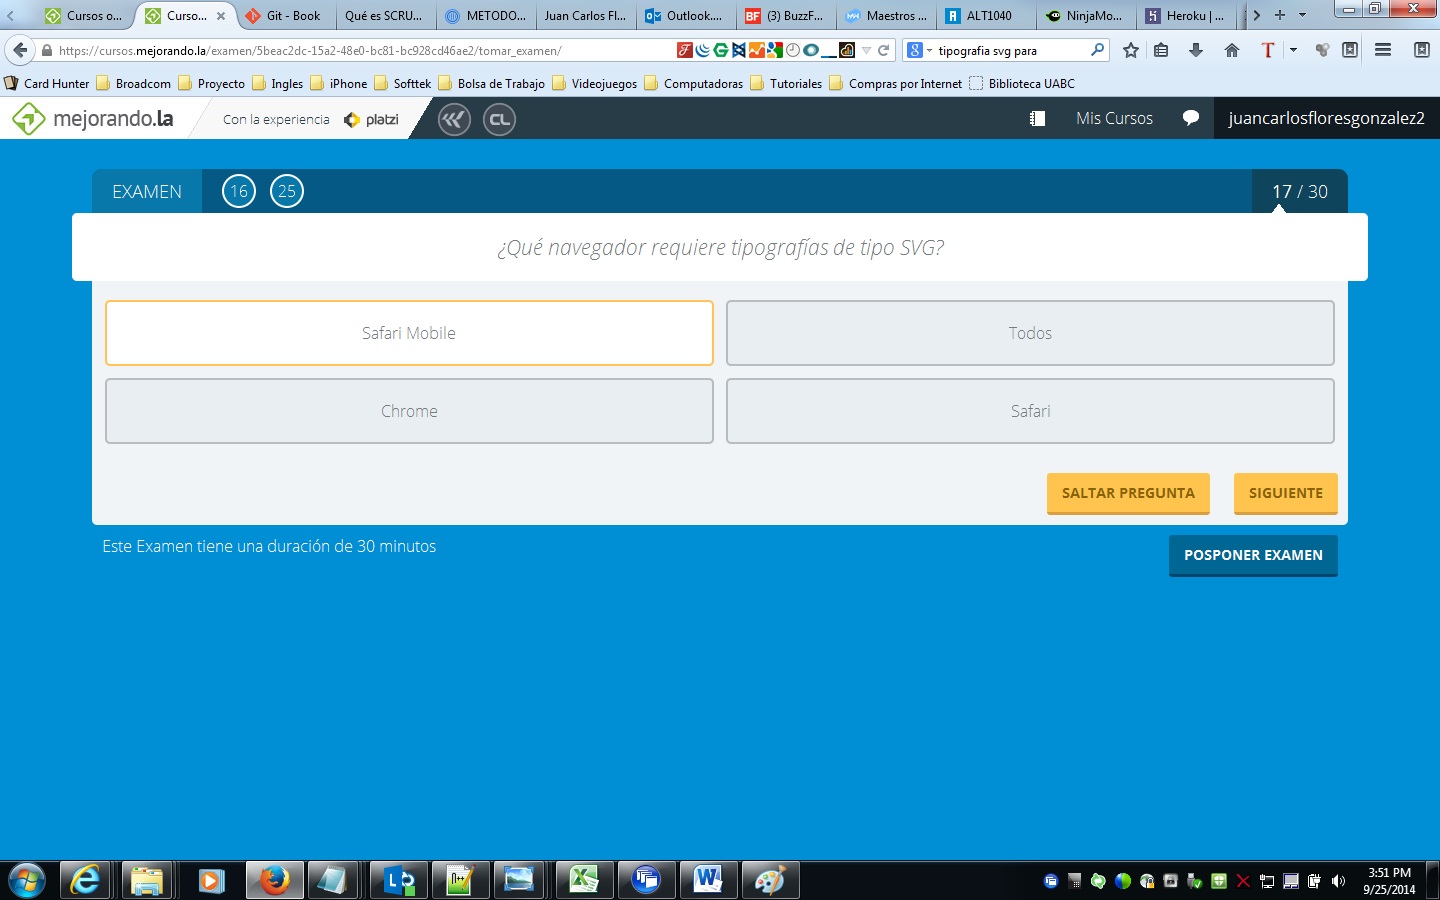 Cursos o...
Curso...
Git - Book
Qué es SCRU...
METODO...
Juan Carlos Fl...
Outlook....
(3) BuzzF...
Maestros ...
ALT1040
NinjaMo...
Heroku | ...
https://cursos.mejorando.la/examen/5beac2dc-15a2-48e0-bc81-bc928cd46ae2/tomar_examen/
tipografia svg para
Card Hunter
Broadcom
Proyecto
Ingles
iPhone
Softtek
Bolsa de Trabajo
Videojuegos
Computadoras
Tutoriales
Compras por Internet
Biblioteca UABC
mejorando.la
Con la experiencia
platzi
CL
Mis Cursos
juancarlosfloresgonzalez2
EXAMEN
16
25
17 / 30
¿Qué navegador requiere tipografías de tipo SVG?
Safari Mobile
Todos
Chrome
Safari
SALTAR PREGUNTA
SIGUIENTE
Este Examen tiene una duración de 30 minutos
POSPONER EXAMEN
3:51 PM
9/25/2014